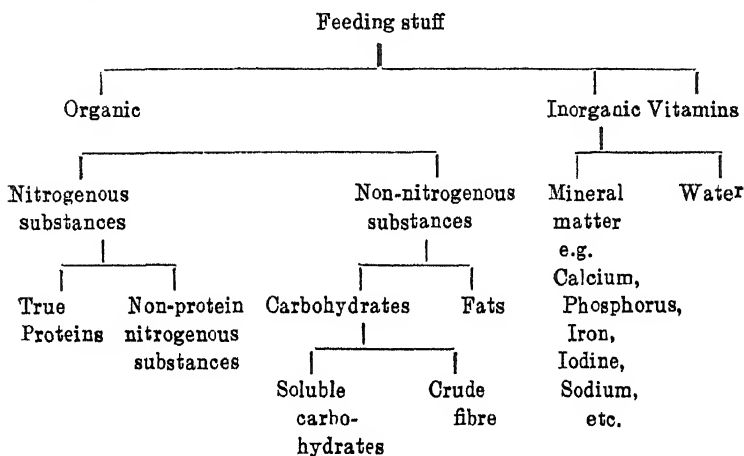 Feeding stuff
Organic Inorganic Vitamins
Nitrogenous substances
Non-nitrogenous substances
Mineral matter
e.g.
Calcium,
Phosphorus,
Iron,
Iodine,
Sodium,
etc.
Water
True Proteins
Non-protein nitrogenous substances
Carbohydrates
Fats
Soluble carbo-
hydrates
Crude fibre